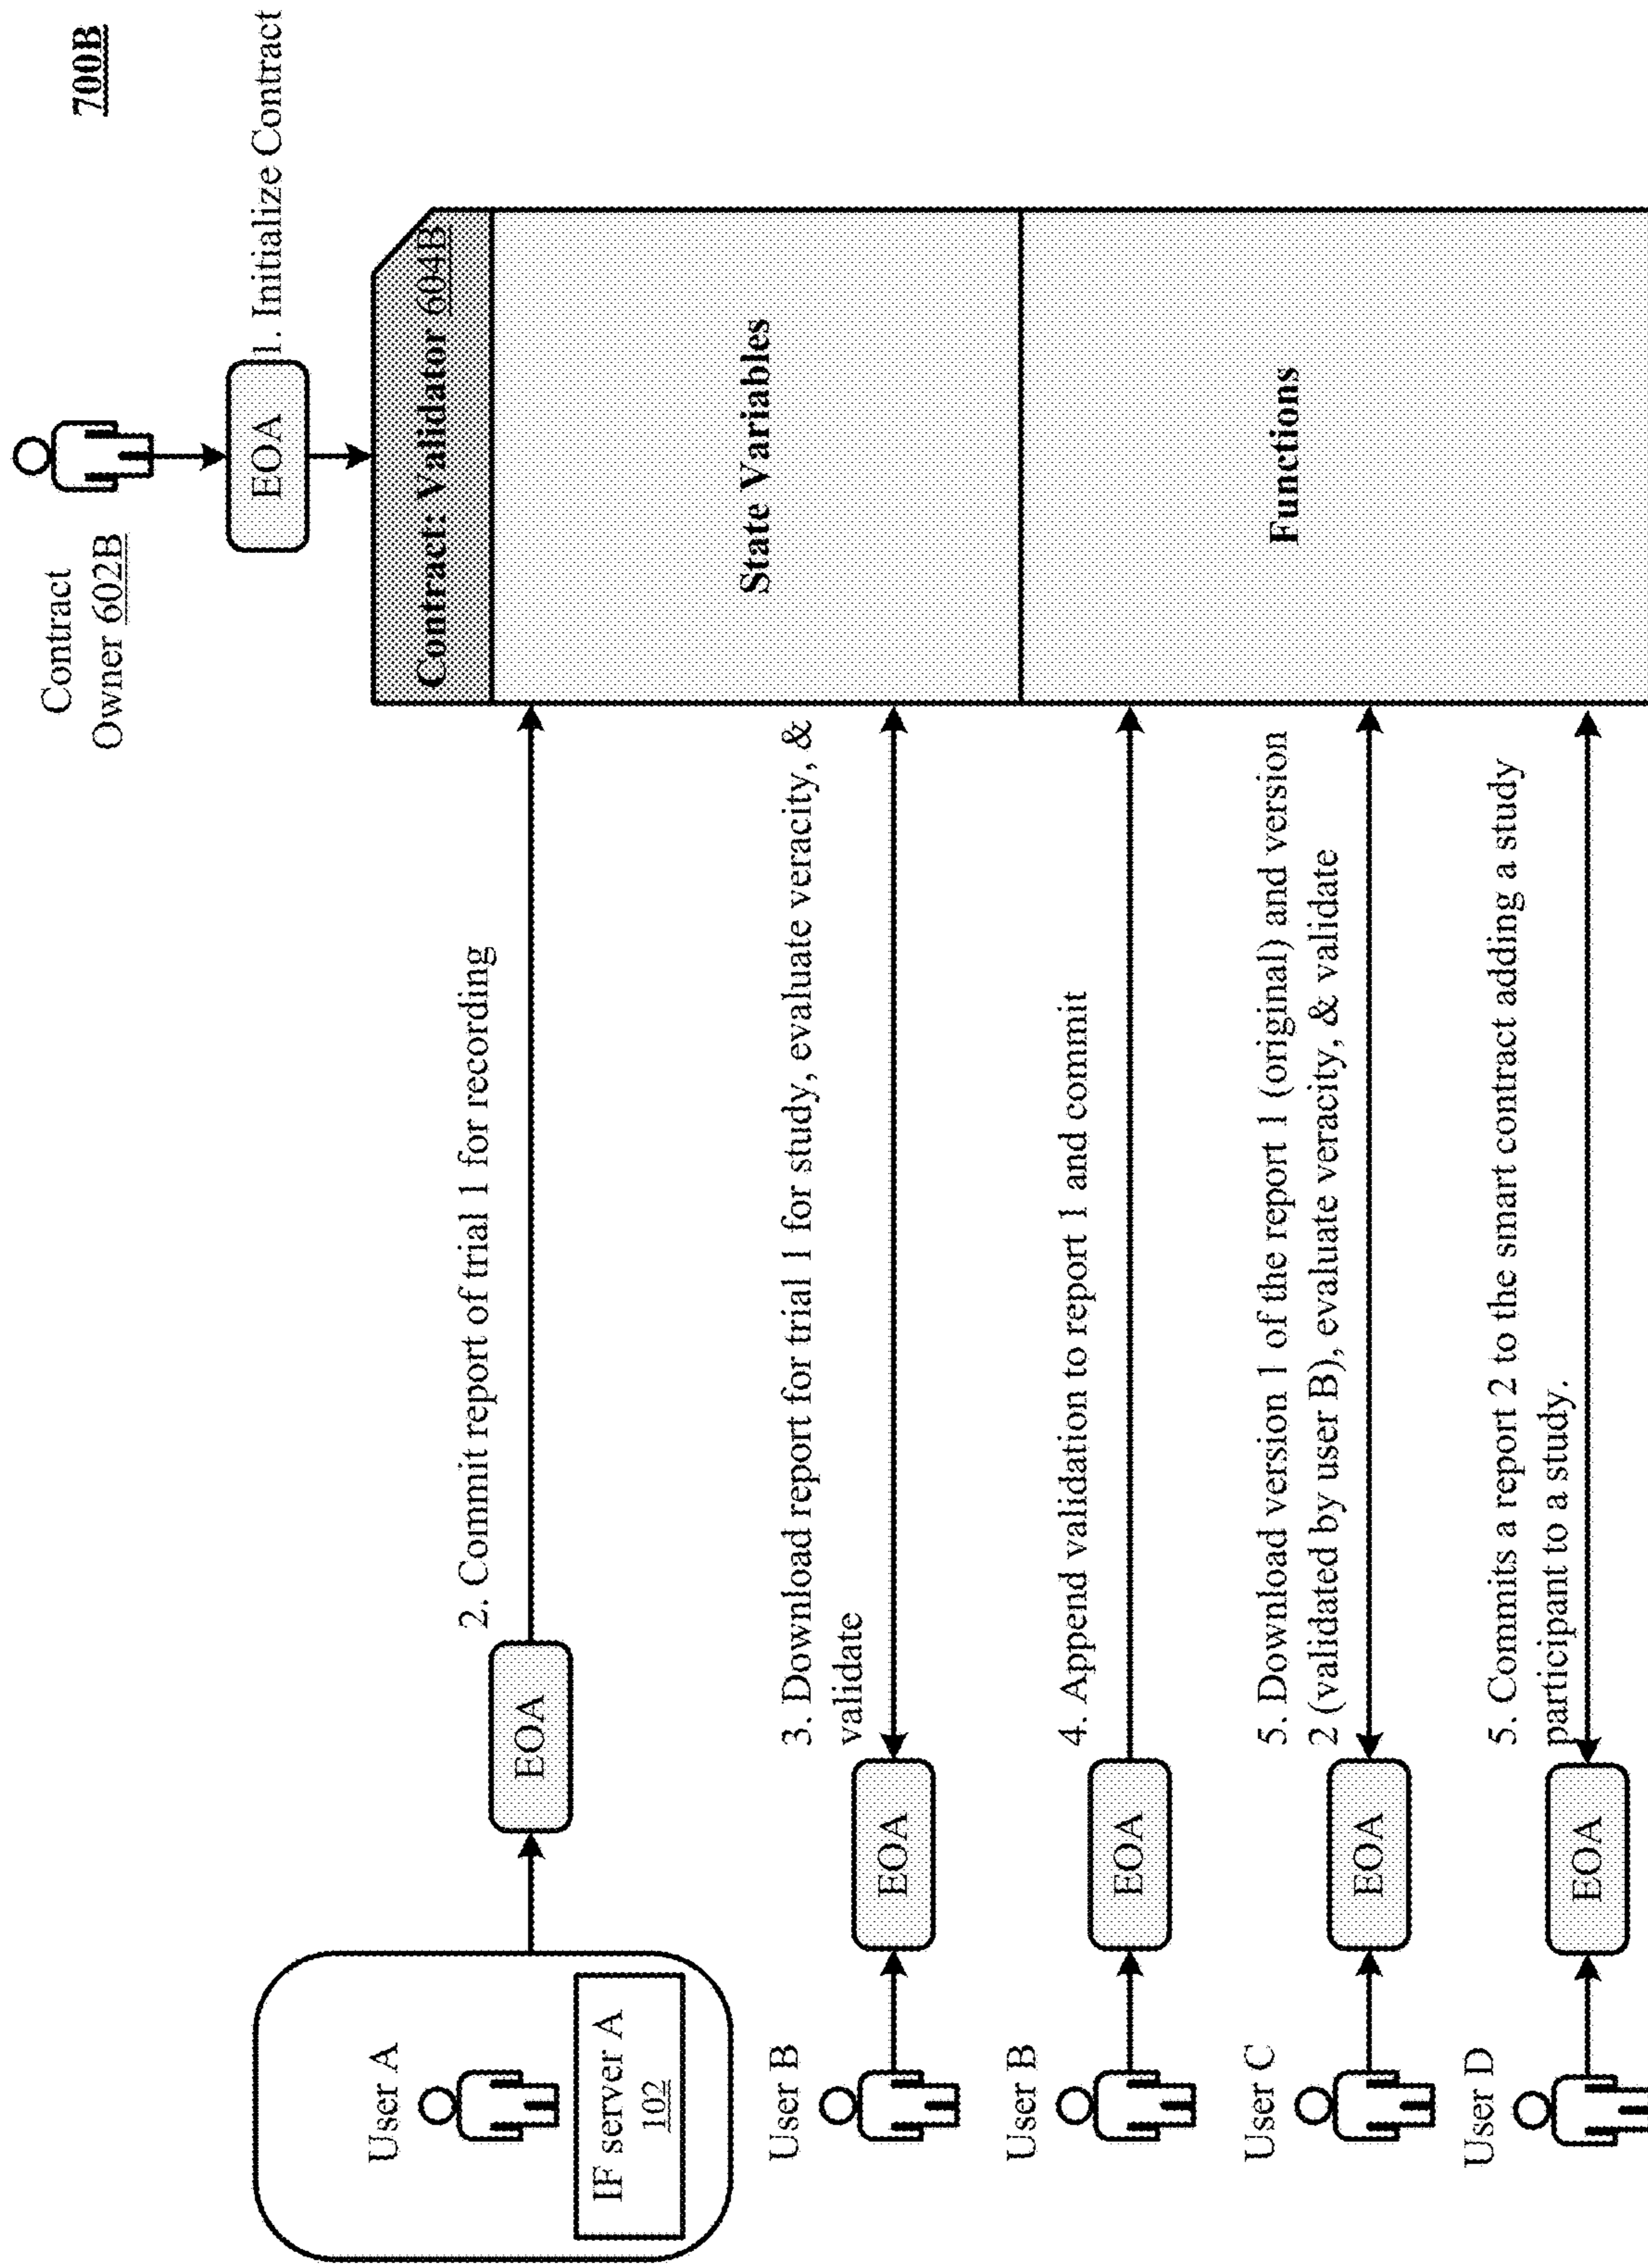 700B
Contract
Owner 602B
EOA
1. Initialize Contract
Contract: Validator 604B
State Variables
Functions
User A
IF server A
102
EOA
2. Commit report of trial 1 for recording
User B
EOA
3. Download report for trial 1 for study, evaluate veracity, &
validate
User B
EOA
4. Append validation to report 1 and commit
User C
EOA
5. Download version 1 of the report 1 (original) and version
2 (validated by user B), evaluate veracity, & validate
User D
EOA
5. Commits a report 2 to the smart contract adding a study
participant to a study.